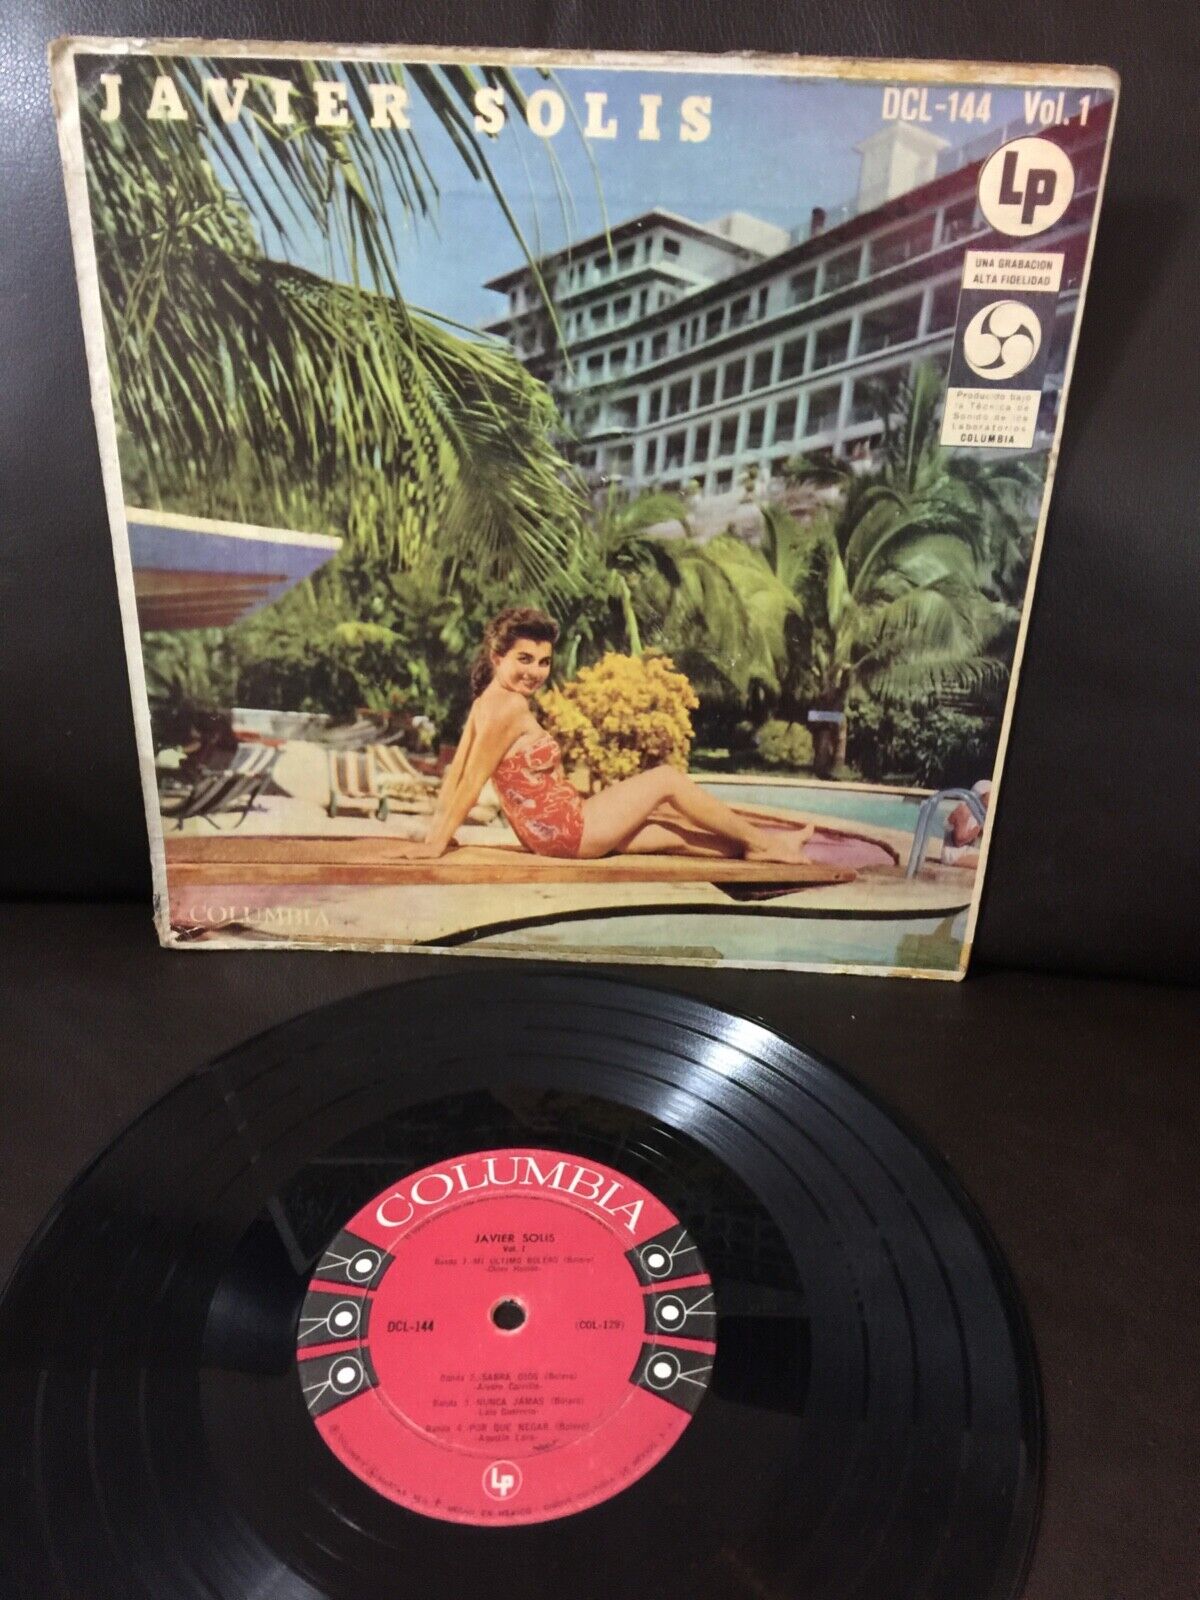 JAVIER SOLIS
DCL-144 Vol. 1
LP
UNA GRABACION
ALTA FIDELIDAD
Producido bajo
la Técnica de
Sonido de los
Laboratorios
COLUMBIA
COLUMBIA
COLUMBIA
JAVIER SOLIS
Vol. 1
MI ULTIMO BOLERO (Bolero)
DCL-144
(COL-129)
Banda 2.-SABRA DIOS (Bolero)
-Alvaro Carrillo-
Banda 3.-NUNCA JAMAS (Bolero)
-Lalo Guerrero-
Banda 4.-POR QUE NEGAR (Bolero)
-Agustín Lara-
LP
HECHO EN MEXICO